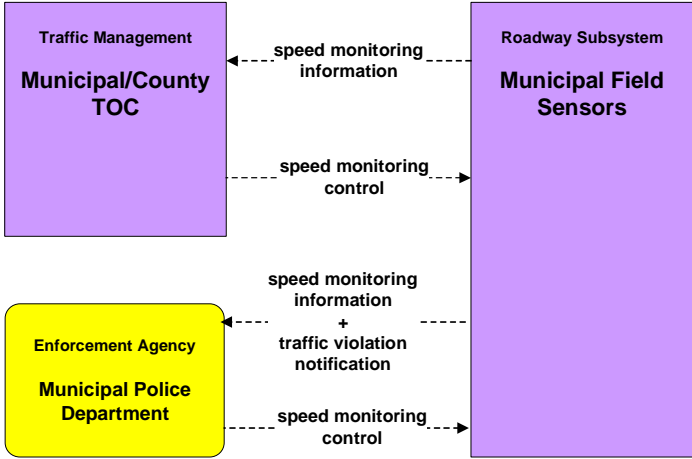 Traffic Management
Municipal/County
TOC
speed monitoring
information
Roadway Subsystem
Municipal Field
Sensors
speed monitoring
control
speed monitoring
information
+
traffic violation
notification
Enforcement Agency
Municipal Police
Department
speed monitoring
control